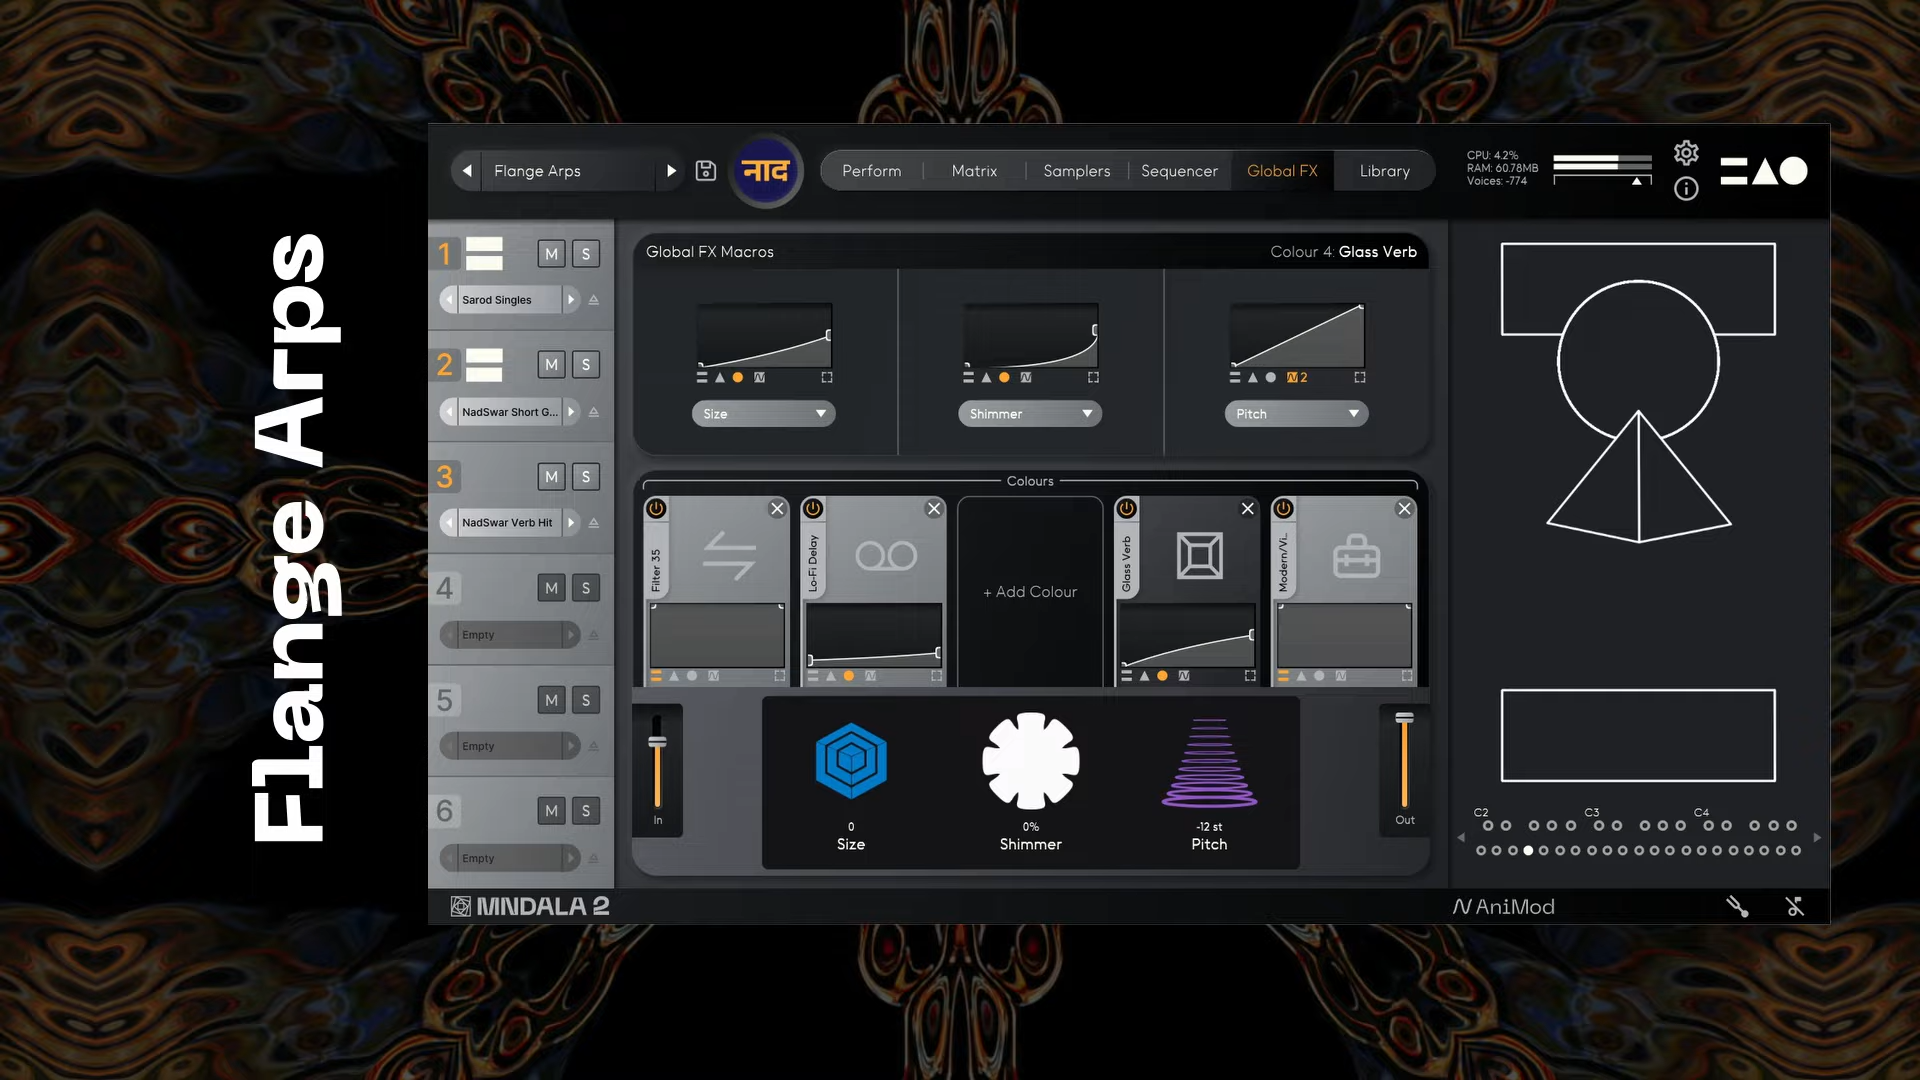 Flange Arps
Flange Arps
नाद
Perform
Matrix
Samplers
Sequencer
Global FX
Library
CPU: 4.2%
RAM: 60.78MB
Voices: -774
1
M
S
Sarod Singles
2
M
S
NadSwar Short G...
3
M
S
NadSwar Verb Hit
4
M
S
Empty
5
M
S
Empty
6
M
S
Empty
Global FX Macros
Colour 4: Glass Verb
Size
Shimmer
2
Pitch
Colours
Filter 35
Lo-Fi Delay
+ Add Colour
Glass Verb
Modern/Vi...
In
0
Size
0%
Shimmer
-12 st
Pitch
Out
C2
C3
C4
MNDALA 2
AniMod